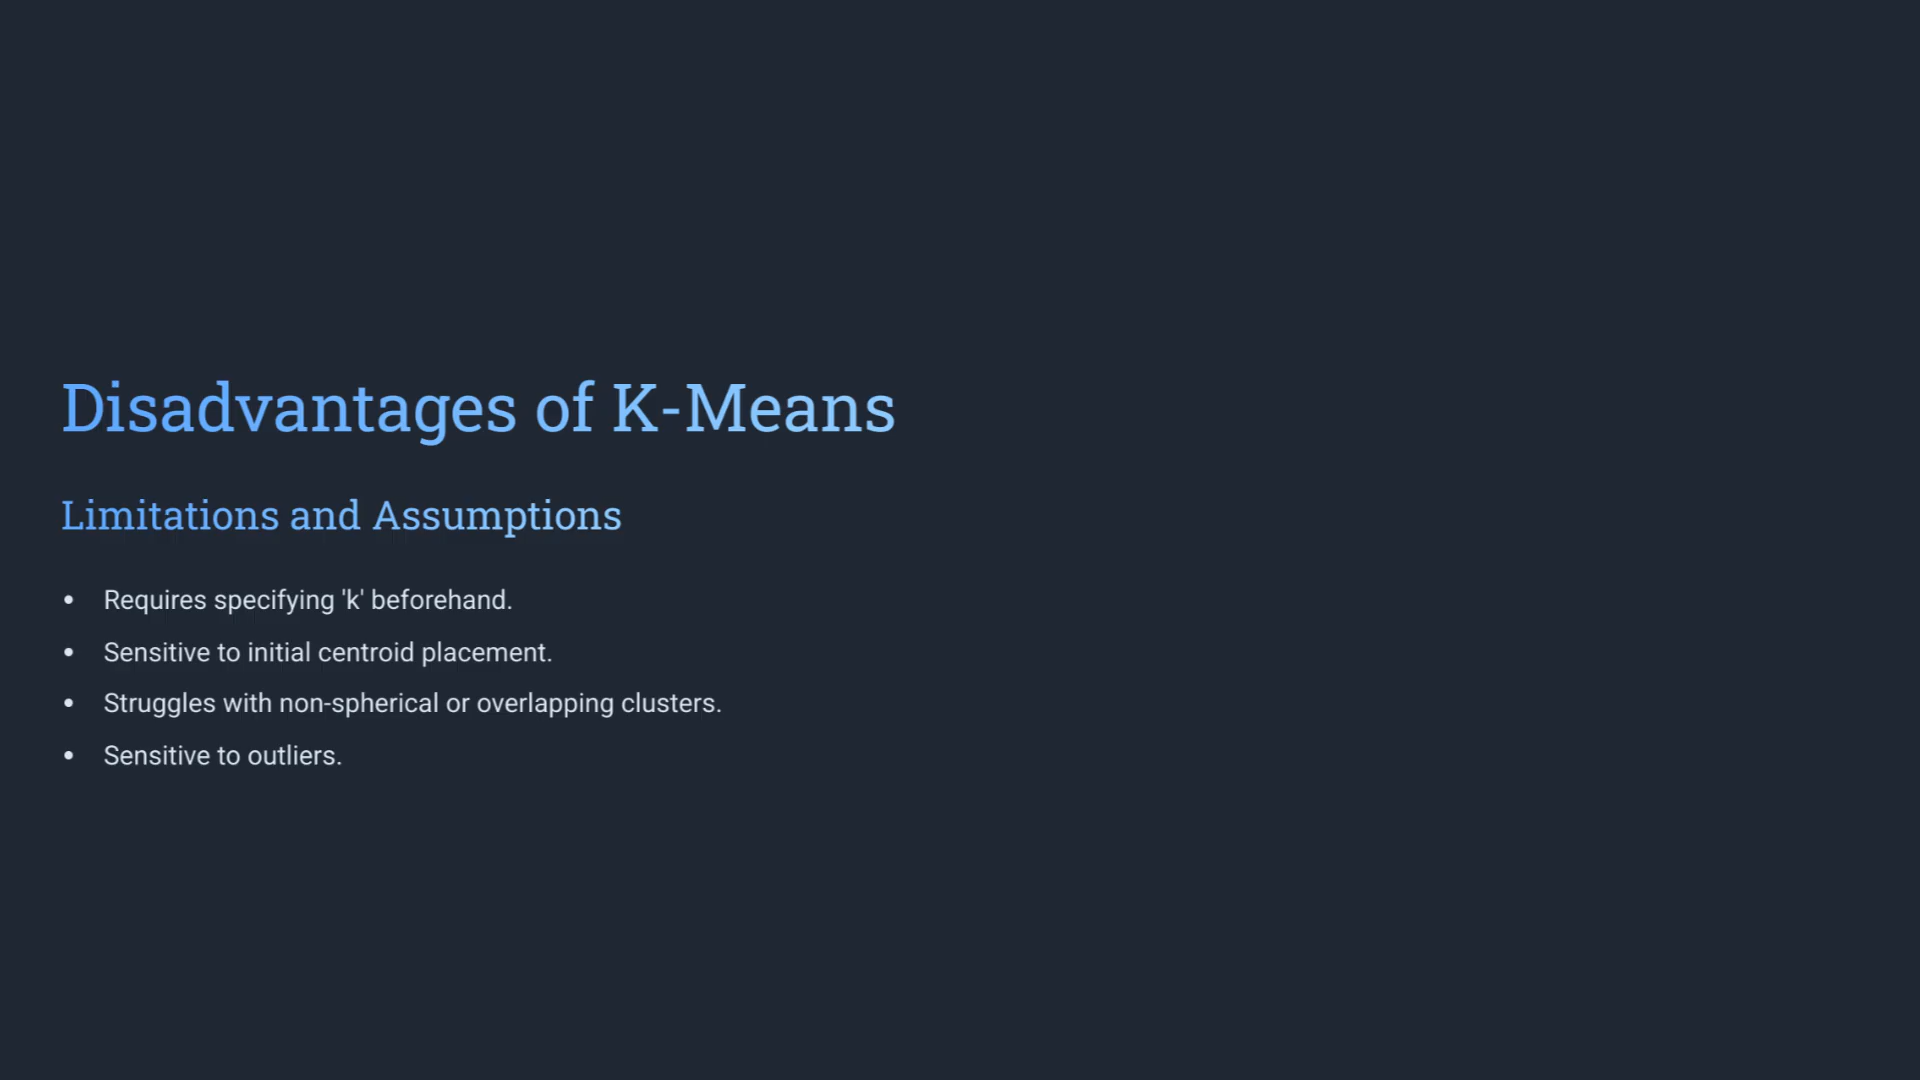 Disadvantages of K-Means
Limitations and Assumptions
• Requires specifying 'k' beforehand.
• Sensitive to initial centroid placement.
• Struggles with non-spherical or overlapping clusters.
• Sensitive to outliers.